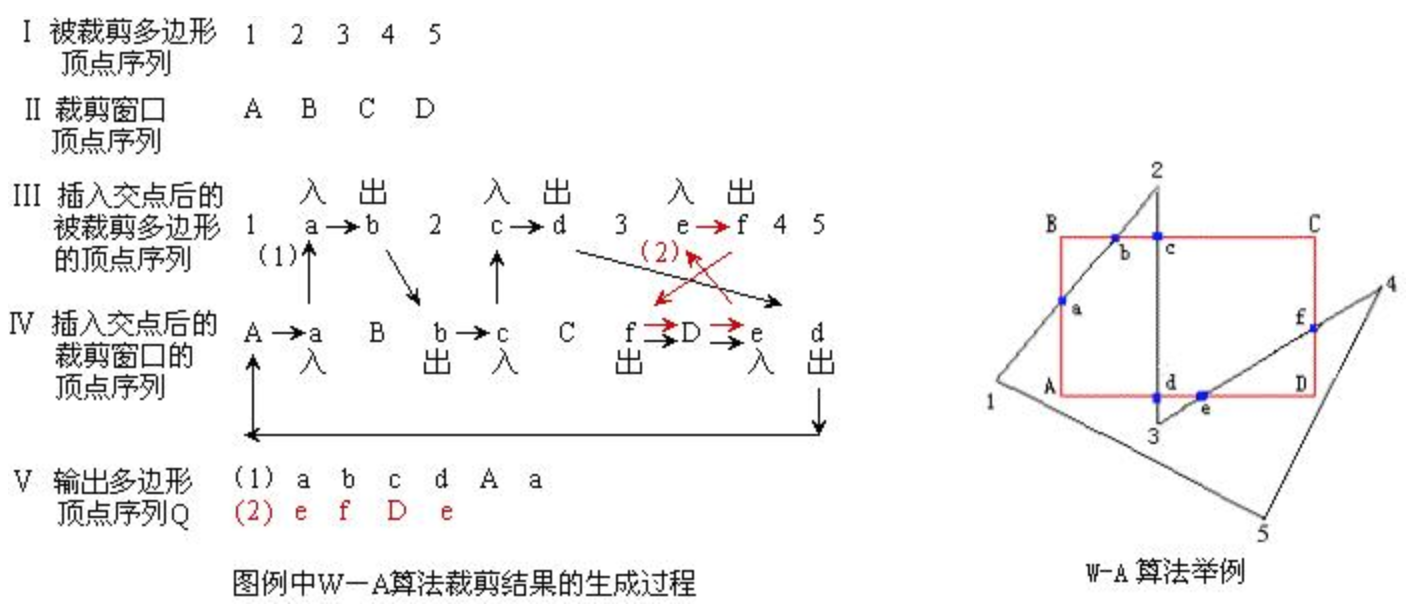 I 被裁剪多边形 1 2 3 4 5
顶点序列
II 裁剪窗口 A B C D
顶点序列
入 出 入 出 入 出
III 插入交点后的
被裁剪多边形 1 a b 2 c d 3 e f 4 5
的顶点序列 (1) (2)
IV 插入交点后的
裁剪窗口的 A a B b c C f D e d
顶点序列 入 出 入 出 入 出
V 输出多边形 (1) a b c d A a
顶点序列Q (2) e f D e
图例中W－A算法裁剪结果的生成过程
2
B C
b c
4
a
f
A d D
1 e
3
5
W-A 算法举例